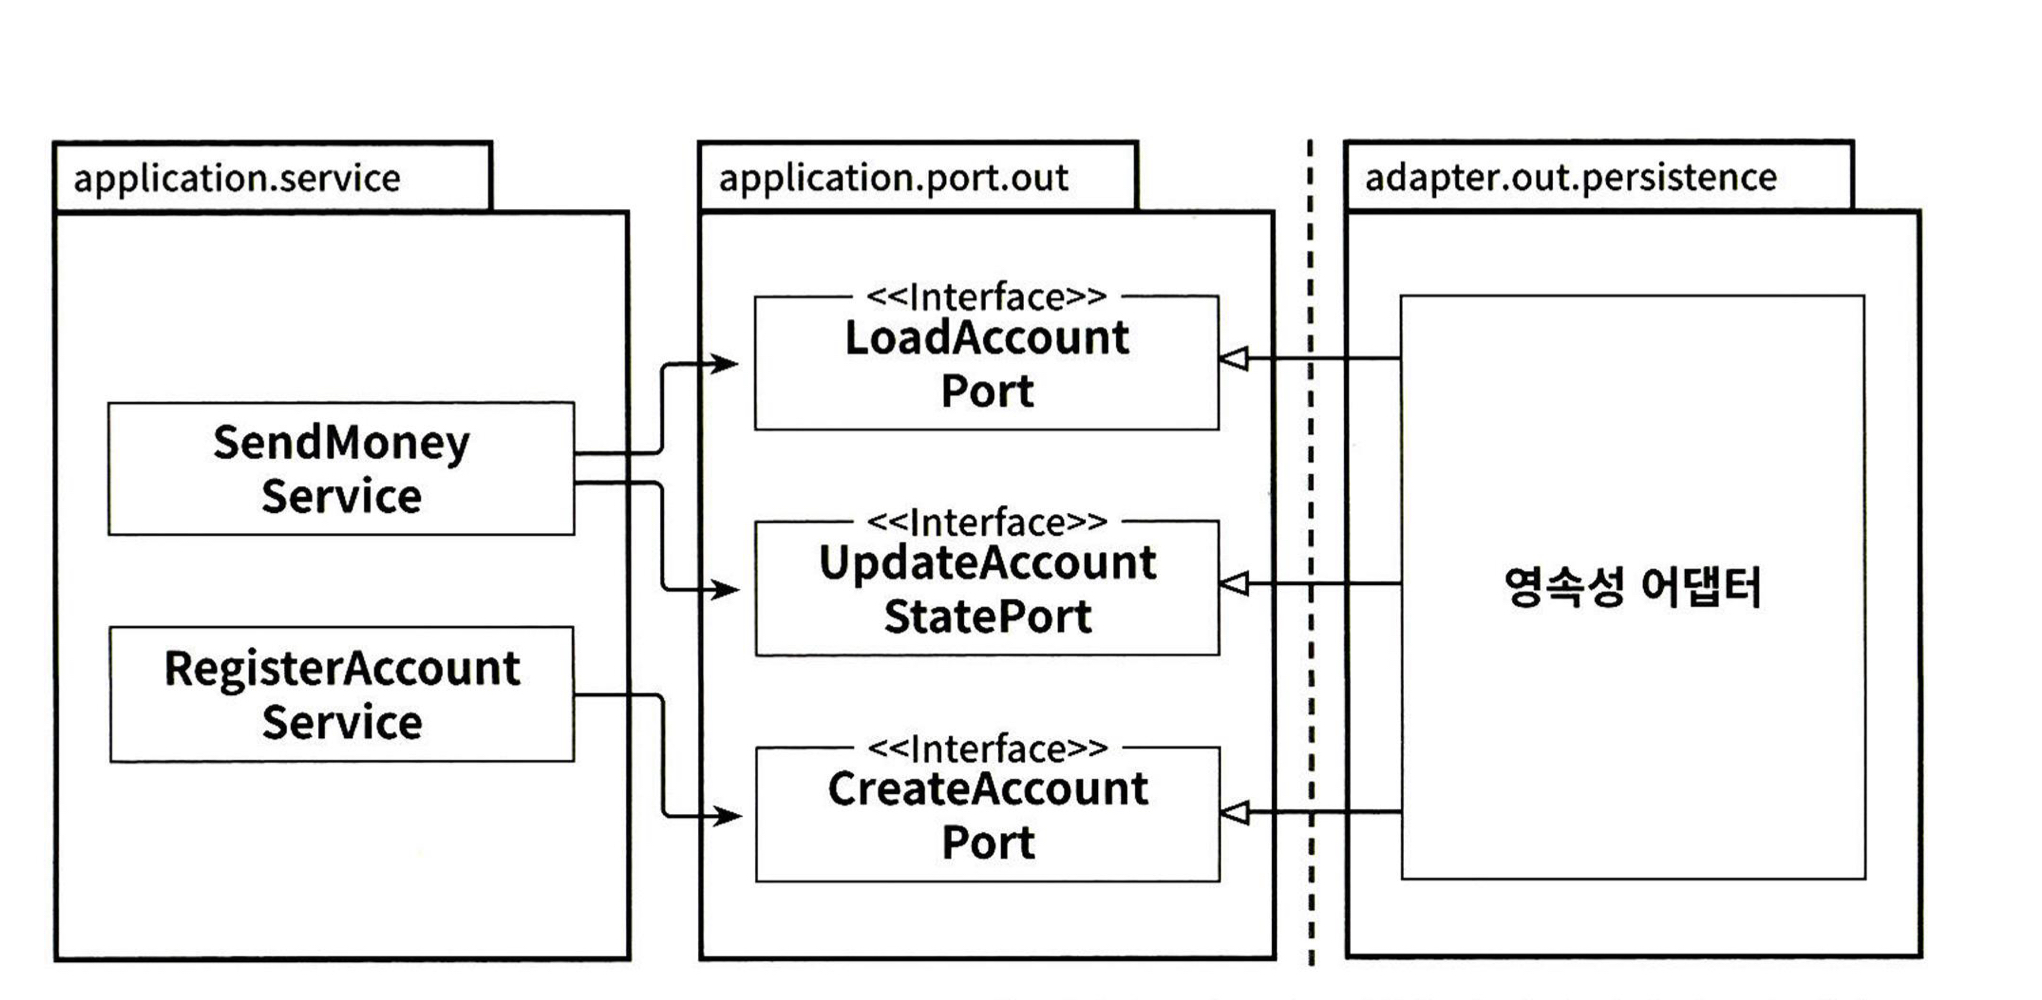 application.service
SendMoney
Service
RegisterAccount
Service
application.port.out
<<Interface>>
LoadAccount
Port
<<Interface>>
UpdateAccount
StatePort
<<Interface>>
CreateAccount
Port
adapter.out.persistence
영속성 어댑터